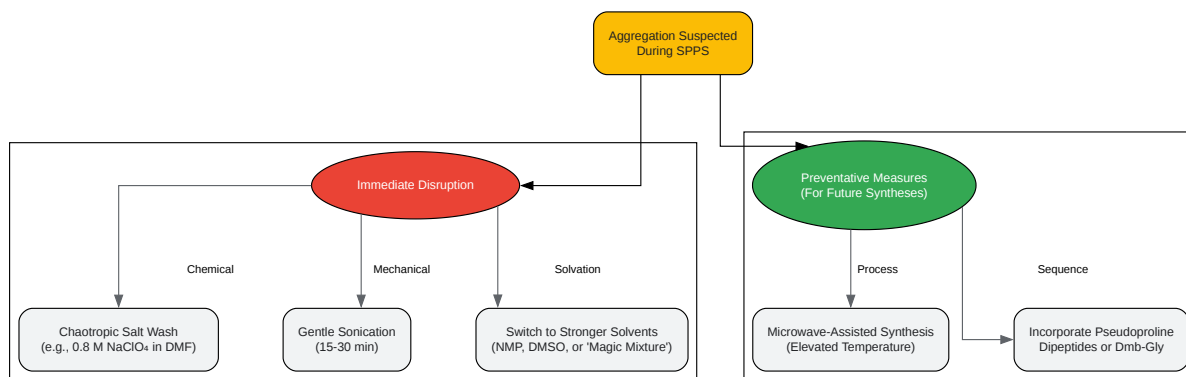 Aggregation Suspected
During SPPS
Immediate Disruption
Preventative Measures
(For Future Syntheses)
Chemical
Mechanical
Solvation
Process
Sequence
Chaotropic Salt Wash
(e.g., 0.8 M NaClO₄ in DMF)
Gentle Sonication
(15-30 min)
Switch to Stronger Solvents
(NMP, DMSO, or 'Magic Mixture')
Microwave-Assisted Synthesis
(Elevated Temperature)
Incorporate Pseudoproline
Dipeptides or Dmb-Gly